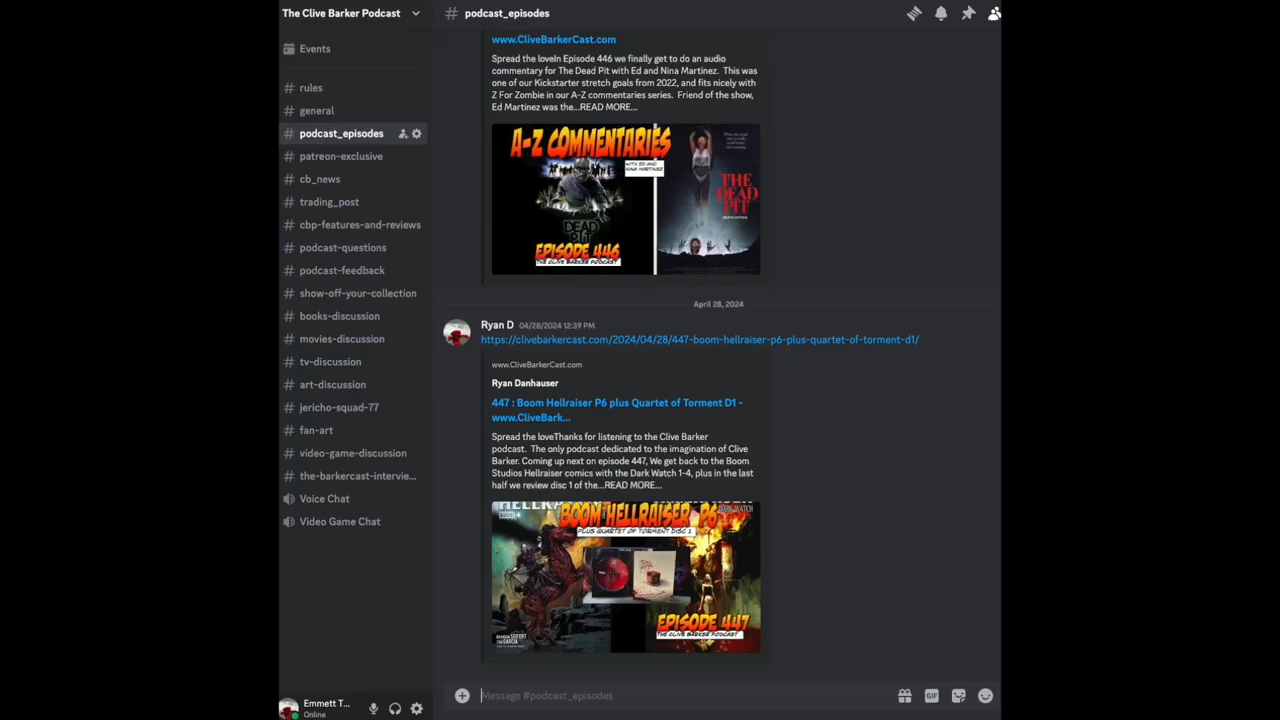 The Clive Barker Podcast
Events
rules
general
podcast_episodes
patreon-exclusive
cb_news
trading_post
cbp-features-and-reviews
podcast-questions
podcast-feedback
show-off-your-collection
books-discussion
movies-discussion
tv-discussion
art-discussion
jericho-squad-77
fan-art
video-game-discussion
the-barkercast-intervie...
Voice Chat
Video Game Chat
Emmett T...
Online
# podcast_episodes
www.CliveBarkerCast.com
Spread the loveIn Episode 446 we finally get to do an audio
commentary for The Dead Pit with Ed and Nina Martinez. This was
one of our Kickstarter stretch goals from 2022, and fits nicely with
Z For Zombie in our A-Z commentaries series. Friend of the show,
Ed Martinez was the...READ MORE...
A-Z COMMENTARIES
WITH ED AND
NINA MARTINEZ
THE
DEAD
PIT
DEAD
PIT
EPISODE 446
THE CLIVE BARKER PODCAST
April 28, 2024
Ryan D 04/28/2024 12:39 PM
https://clivebarkercast.com/2024/04/28/447-boom-hellraiser-p6-plus-quartet-of-torment-d1/
www.CliveBarkerCast.com
Ryan Danhauser
447 : Boom Hellraiser P6 plus Quartet of Torment D1 -
www.CliveBark...
Spread the loveThanks for listening to the Clive Barker
podcast. The only podcast dedicated to the imagination of Clive
Barker. Coming up next on episode 447, We get back to the Boom
Studios Hellraiser comics with the Dark Watch 1-4, plus in the last
half we review disc 1 of the...READ MORE...
BOOM HELLRAISER P6
PLUS QUARTET OF TORMENT DISC 1
DARK WATCH
EPISODE 447
THE CLIVE BARKER PODCAST
BRANDON SEIFERT
TOM GARCIA
Message #podcast_episodes
GIF